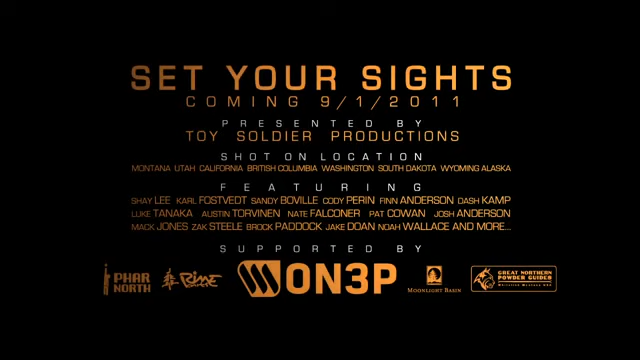 SET YOUR SIGHTS
COMING 9/1/2011
PRESENTED BY
TOY SOLDIER PRODUCTIONS
SHOT ON LOCATION
MONTANA UTAH CALIFORNIA BRITISH COLUMBIA WASHINGTON SOUTH DAKOTA WYOMING ALASKA
FEATURING
SHAY LEE KARL FOSTVEDT SANDY BOVILLE CODY PERIN FINN ANDERSON DASH KAMP
LUKE TANAKA AUSTIN TORVINEN NATE FALCONER PAT COWAN JOSH ANDERSON
MACK JONES ZAK STEELE BROCK PADDOCK JAKE DOAN NOAH WALLACE AND MORE...
SUPPORTED BY
PHAR NORTH
ON3P
MOONLIGHT BASIN
GREAT NORTHERN
POWDER GUIDES